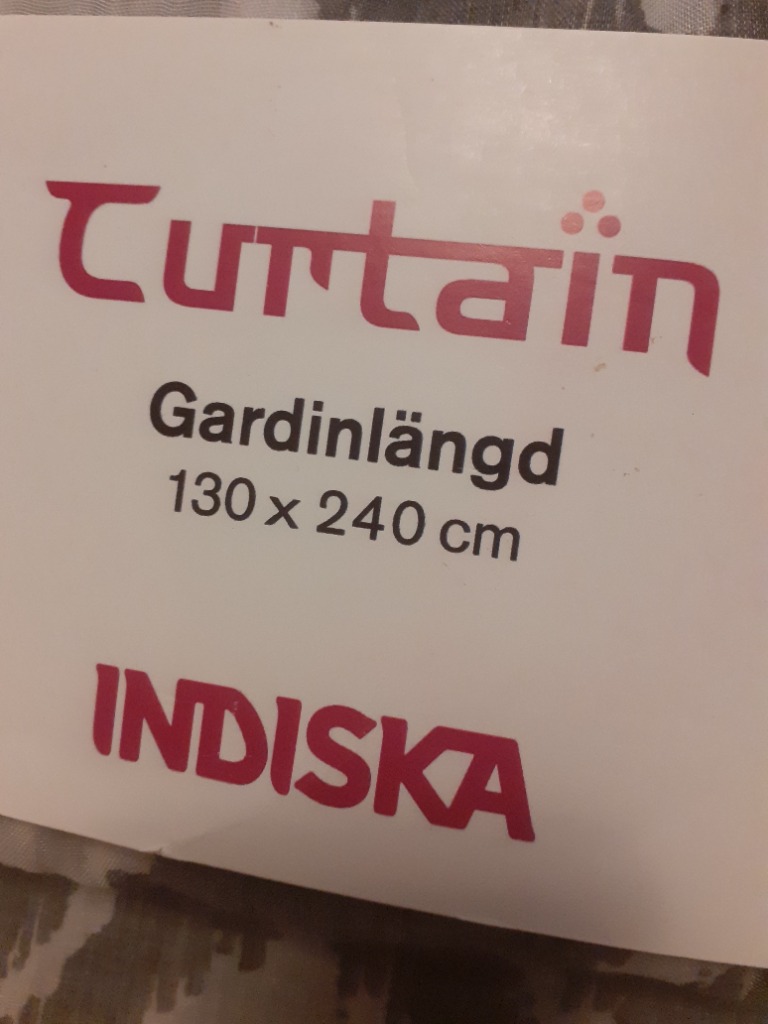 Curtain
Gardinlängd
130 x 240 cm
INDISKA